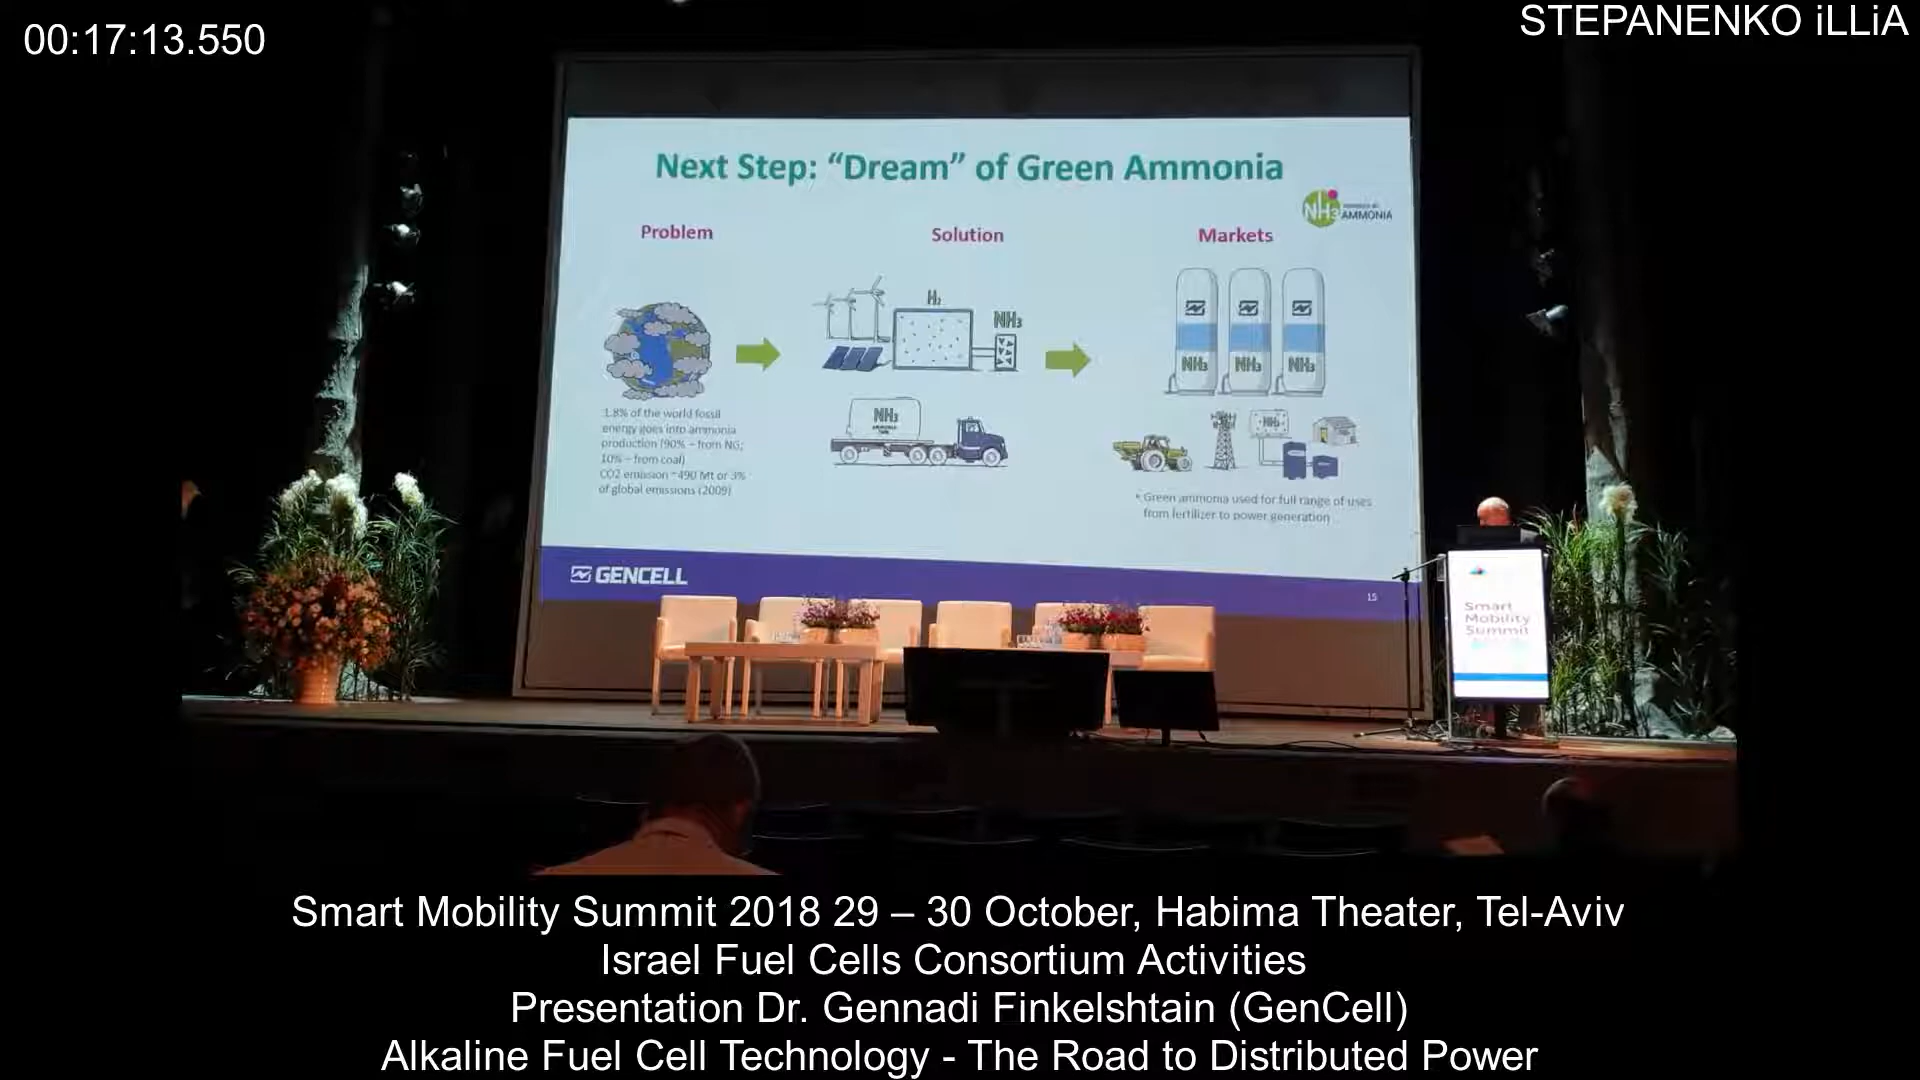 00:17:13.550
STEPANENKO iLLiA
Next Step: “Dream” of Green Ammonia
NH3
AMMONIA
Problem
Solution
Markets
H₂
NH₃
NH₃
NH₃
NH₃
NH₃
NH₃
1.8% of the world fossil
energy goes into ammonia
production (90% – from NG;
10% – from coal)
CO2 emission ~490 Mt or 3%
of global emissions (2009)
• Green ammonia used for full range of uses
from fertilizer to power generation
GENCELL
15
Smart
Mobility
Summit
Smart Mobility Summit 2018 29 – 30 October, Habima Theater, Tel-Aviv
Israel Fuel Cells Consortium Activities
Presentation Dr. Gennadi Finkelshtain (GenCell)
Alkaline Fuel Cell Technology - The Road to Distributed Power